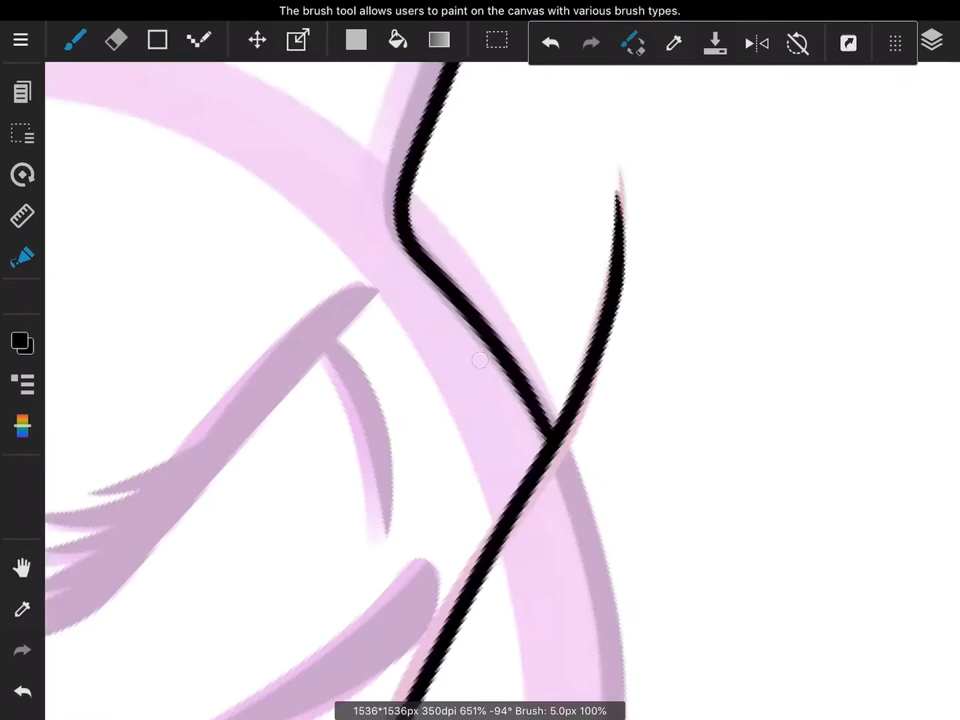 The brush tool allows users to paint on the canvas with various brush types.
1536*1536px 350dpi 651% -94° Brush: 5.0px 100%